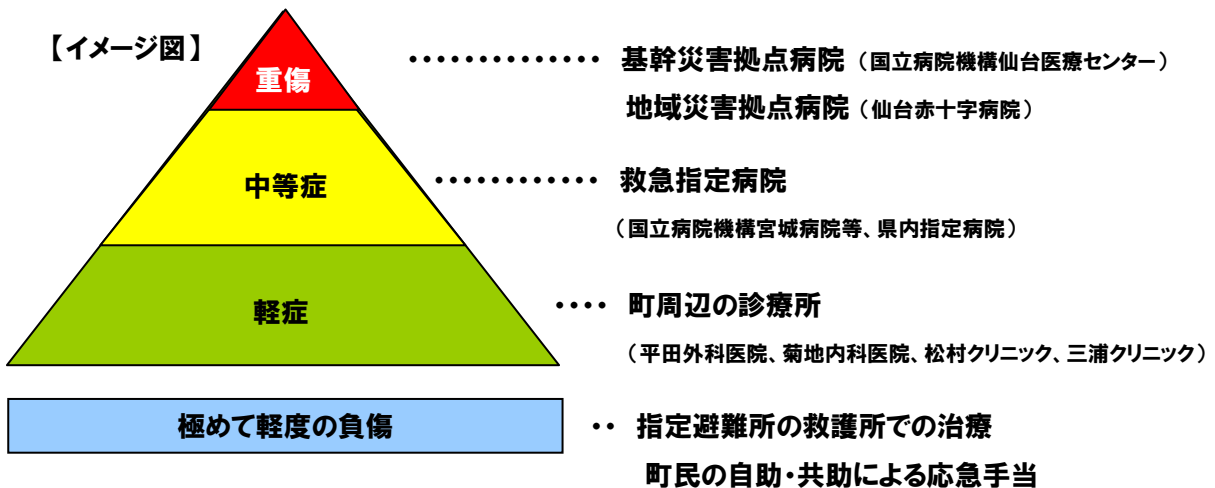 【イメージ図】
重傷
・・・・・・・・・・・・・・ 基幹災害拠点病院（国立病院機構仙台医療センター）
地域災害拠点病院（仙台赤十字病院）
中等症
・・・・・・・・・・・・ 救急指定病院
（国立病院機構宮城病院等、県内指定病院）
軽症
・・・・ 町周辺の診療所
（平田外科医院、菊地内科医院、松村クリニック、三浦クリニック）
極めて軽度の負傷
・・ 指定避難所の救護所での治療
町民の自助・共助による応急手当